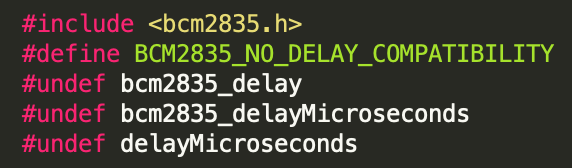 #include <bcm2835.h>
#define BCM2835_NO_DELAY_COMPATIBILITY
#undef bcm2835_delay
#undef bcm2835_delayMicroseconds
#undef delayMicroseconds